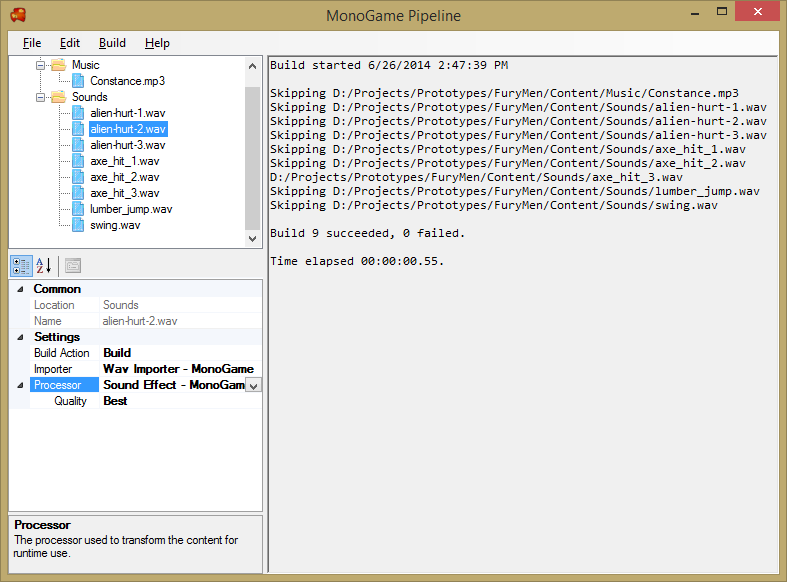 MonoGame Pipeline
File Edit Build Help
Music
Constance.mp3
Sounds
alien-hurt-1.wav
alien-hurt-2.wav
alien-hurt-3.wav
axe_hit_1.wav
axe_hit_2.wav
axe_hit_3.wav
lumber_jump.wav
swing.wav
A
Z
Common
Location Sounds
Name alien-hurt-2.wav
Settings
Build Action Build
Importer Wav Importer - MonoGame
Processor Sound Effect - MonoGam
Quality Best
Processor
The processor used to transform the content for
runtime use.
Build started 6/26/2014 2:47:39 PM
Skipping D:/Projects/Prototypes/FuryMen/Content/Music/Constance.mp3
Skipping D:/Projects/Prototypes/FuryMen/Content/Sounds/alien-hurt-1.wav
Skipping D:/Projects/Prototypes/FuryMen/Content/Sounds/alien-hurt-2.wav
Skipping D:/Projects/Prototypes/FuryMen/Content/Sounds/alien-hurt-3.wav
Skipping D:/Projects/Prototypes/FuryMen/Content/Sounds/axe_hit_1.wav
Skipping D:/Projects/Prototypes/FuryMen/Content/Sounds/axe_hit_2.wav
D:/Projects/Prototypes/FuryMen/Content/Sounds/axe_hit_3.wav
Skipping D:/Projects/Prototypes/FuryMen/Content/Sounds/lumber_jump.wav
Skipping D:/Projects/Prototypes/FuryMen/Content/Sounds/swing.wav
Build 9 succeeded, 0 failed.
Time elapsed 00:00:00.55.